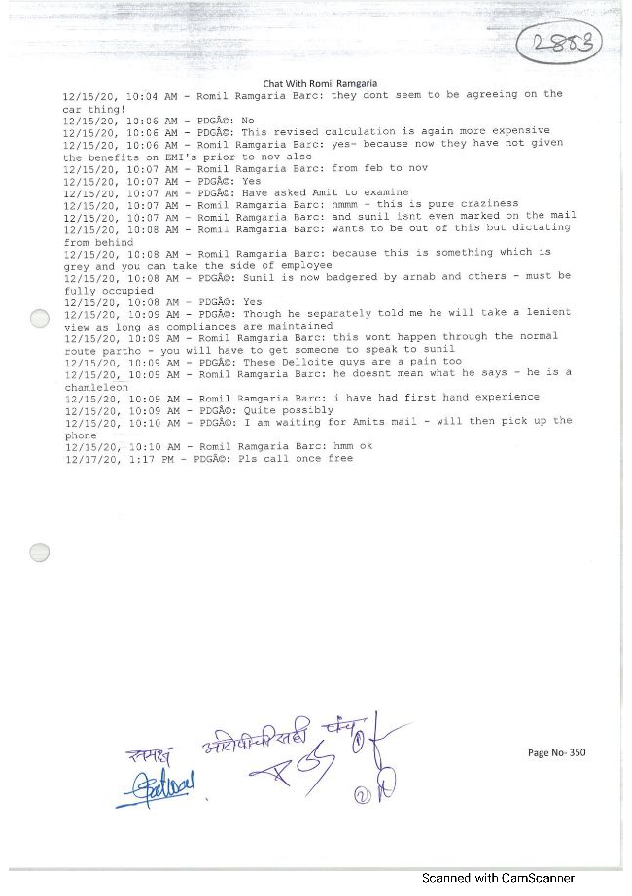 2883
Chat With Romil Ramgaria
12/15/20, 10:04 AM - Romil Ramgaria Barc: they dont seem to be agreeing on the
car thing!
12/15/20, 10:06 AM - PDGÃ©: No
12/15/20, 10:06 AM - PDGÃ©: This revised calculation is again more expensive
12/15/20, 10:06 AM - Romil Ramgaria Barc: yes- because now they have not given
the benefits on EMI's prior to nov also
12/15/20, 10:07 AM - Romil Ramgaria Barc: from feb to nov
12/15/20, 10:07 AM - PDGÃ©: Yes
12/15/20, 10:07 AM - PDGÃ©: Have asked Amit to examine
12/15/20, 10:07 AM - Romil Ramgaria Barc: hmmm - this is pure craziness
12/15/20, 10:07 AM - Romil Ramgaria Barc: and sunil isnt even marked on the mail
12/15/20, 10:08 AM - Romil Ramgaria Barc: wants to be out of this but dictating
from behind
12/15/20, 10:08 AM - Romil Ramgaria Barc: because this is something which is
grey and you can take the side of employee
12/15/20, 10:08 AM - PDGÃ©: Sunil is now badgered by arnab and others - must be
fully occupied
12/15/20, 10:08 AM - PDGÃ©: Yes
12/15/20, 10:09 AM - PDGÃ©: Though he separately told me he will take a lenient
view as long as compliances are maintained
12/15/20, 10:09 AM - Romil Ramgaria Barc: this wont happen through the normal
route partho - you will have to get someone to speak to sunil
12/15/20, 10:09 AM - PDGÃ©: These Delloite guys are a pain too
12/15/20, 10:09 AM - Romil Ramgaria Barc: he doesnt mean what he says - he is a
chamleleon
12/15/20, 10:09 AM - Romil Ramgaria Barc: i have had first hand experience
12/15/20, 10:09 AM - PDGÃ©: Quite possibly
12/15/20, 10:10 AM - PDGÃ©: I am waiting for Amits mail - will then pick up the
phone
12/15/20, 10:10 AM - Romil Ramgaria Barc: hmm ok
12/17/20, 1:17 PM - PDGÃ©: Pls call once free
समक्ष आरोपीची सही पंच
1
2
Page No- 350
Scanned with CamScanner